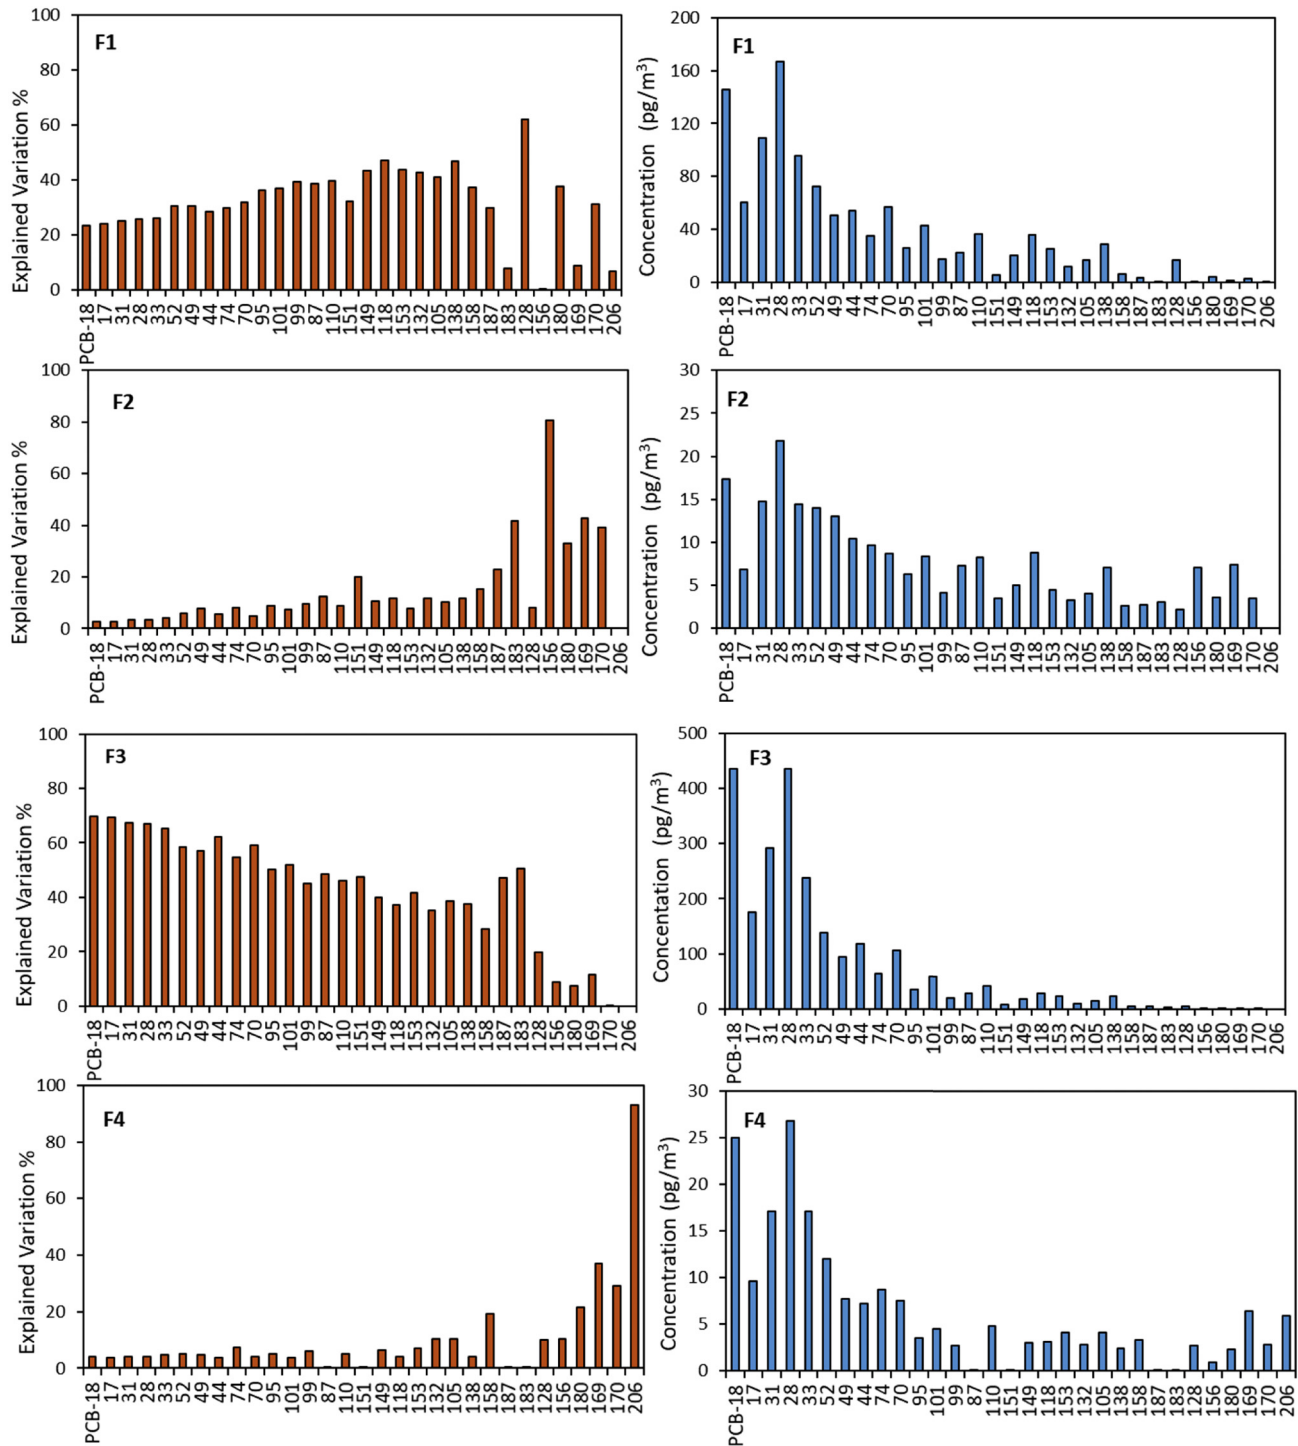 F1
Explained Variation %
100
80
60
40
20
0
PCB-18 17 31 28 33 52 49 44 74 70 95 101 99 87 110 151 149 118 153 132 105 138 158 187 183 128 156 180 169 170 206
F1
Concentration (pg/m³)
200
160
120
80
40
0
PCB-18 17 31 28 33 52 49 44 74 70 95 101 99 87 110 151 149 118 153 132 105 138 158 187 183 128 156 180 169 170 206
F2
Explained Variation %
100
80
60
40
20
0
PCB-18 17 31 28 33 52 49 44 74 70 95 101 99 87 110 151 149 118 153 132 105 138 158 187 183 128 156 180 169 170 206
F2
Concentration (pg/m³)
30
25
20
15
10
5
0
PCB-18 17 31 28 33 52 49 44 74 70 95 101 99 87 110 151 149 118 153 132 105 138 158 187 183 128 156 180 169 170 206
F3
Explained Variation %
100
80
60
40
20
0
PCB-18 17 31 28 33 52 49 44 74 70 95 101 99 87 110 151 149 118 153 132 105 138 158 187 183 128 156 180 169 170 206
F3
Concentation (pg/m³)
500
400
300
200
100
0
PCB-18 17 31 28 33 52 49 44 74 70 95 101 99 87 110 151 149 118 153 132 105 138 158 187 183 128 156 180 169 170 206
F4
Explained Variation %
100
80
60
40
20
0
PCB-18 17 31 28 33 52 49 44 74 70 95 101 99 87 110 151 149 118 153 132 105 138 158 187 183 128 156 180 169 170 206
F4
Concentration (pg/m³)
30
25
20
15
10
5
0
PCB-18 17 31 28 33 52 49 44 74 70 95 101 99 87 110 151 149 118 153 105 132 138 158 187 183 128 156 180 169 170 206